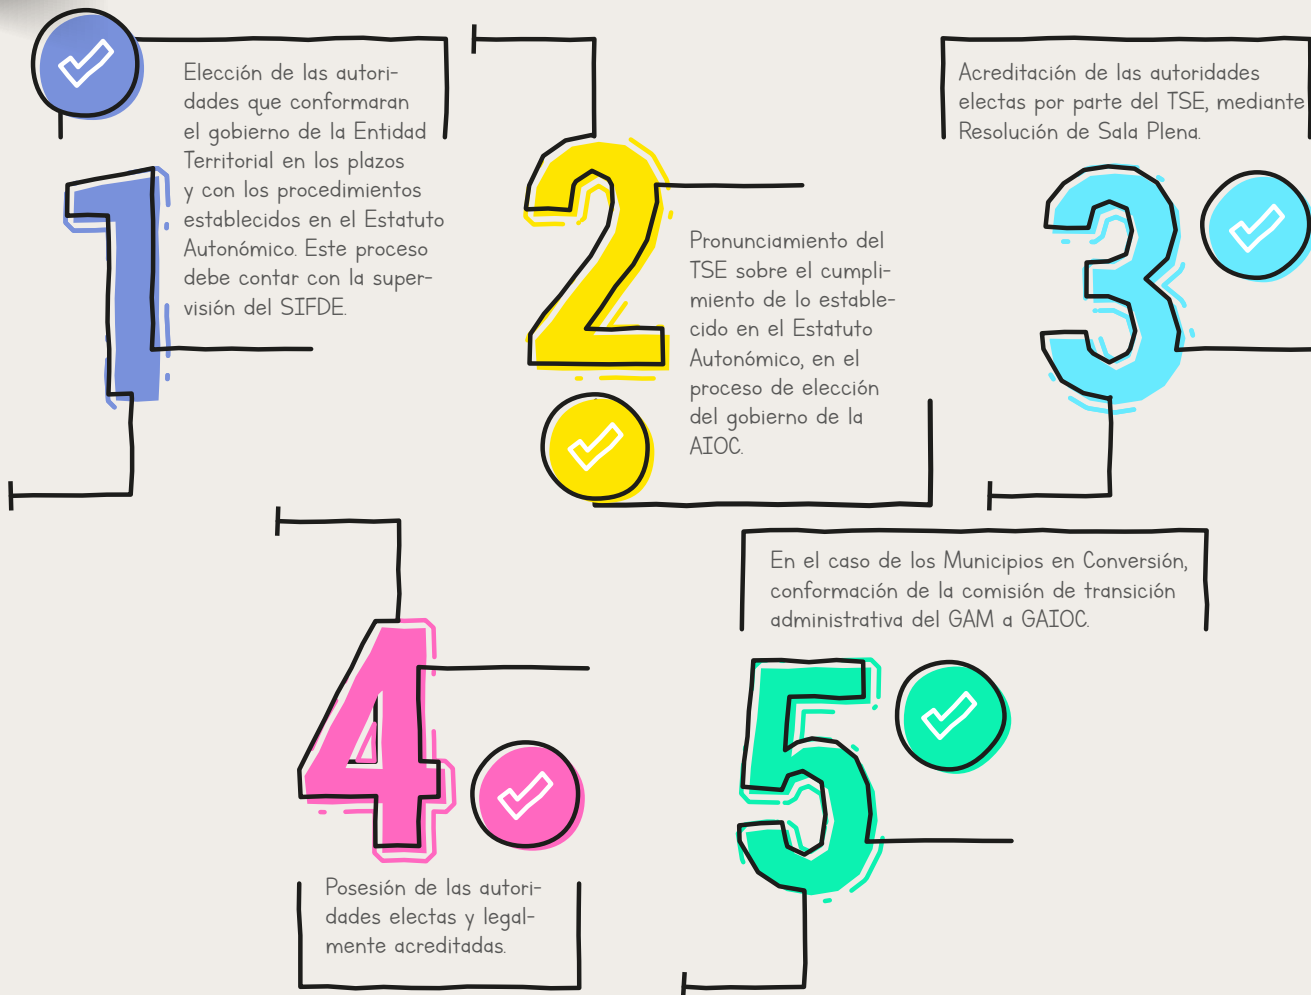 1
Elección de las autori-
dades que conformaran
el gobierno de la Entidad
Territorial en los plazos
y con los procedimientos
establecidos en el Estatuto
Autonómico. Este proceso
debe contar con la super-
visión del SIFDE.
2
Pronunciamiento del
TSE sobre el cumpli-
miento de lo estable-
cido en el Estatuto
Autonómico, en el
proceso de elección
del gobierno de la
AIOC.
Acreditación de las autoridades
electas por parte del TSE, mediante
Resolución de Sala Plena.
3
4
Posesión de las autori-
dades electas y legal-
mente acreditadas.
En el caso de los Municipios en Conversión,
conformación de la comisión de transición
administrativa del GAM a GAIOC.
5